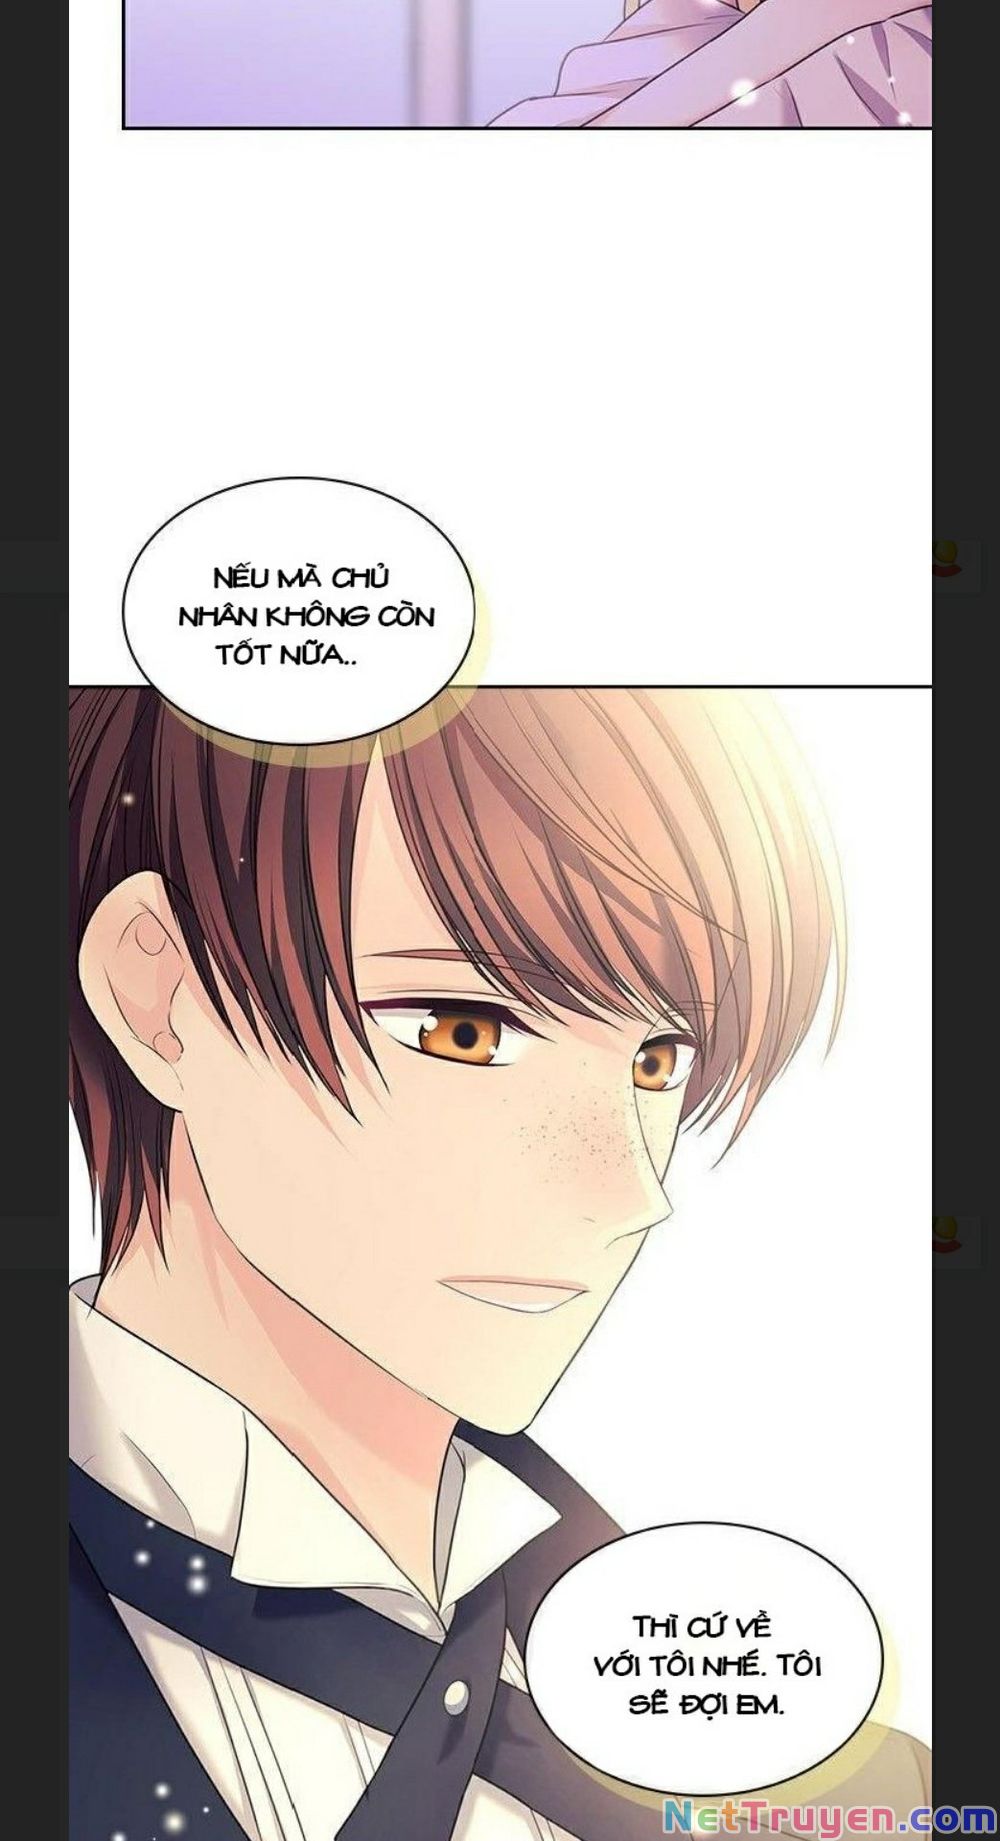 NẾU MÀ CHỦ
NHÂN KHÔNG CÒN
TỐT NỮA..
THÌ CỨ VỀ
VỚI TÔI NHÉ. TÔI
SẼ ĐỢI EM.
NetTruyen.com